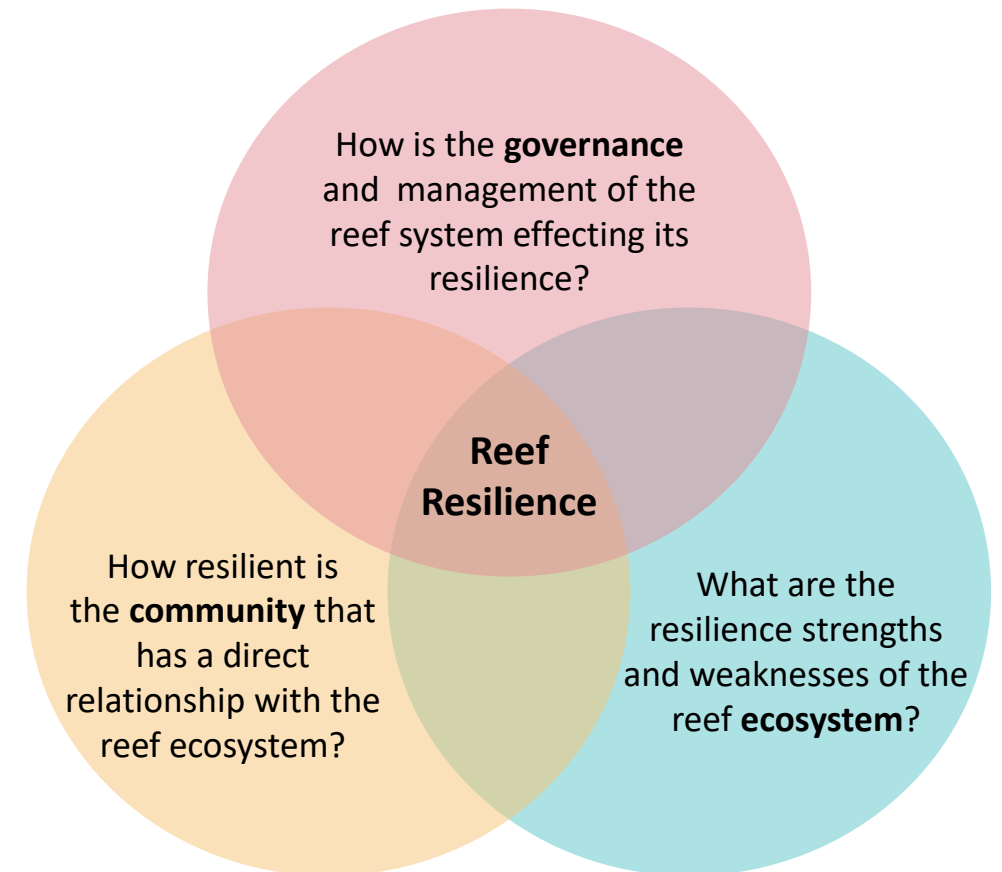 How is the governance
and  management of the
reef system effecting its
resilience?
Reef
Resilience
How resilient is
the community that
has a direct
relationship with the
reef ecosystem?
What are the
resilience strengths
and weaknesses of the
reef ecosystem?